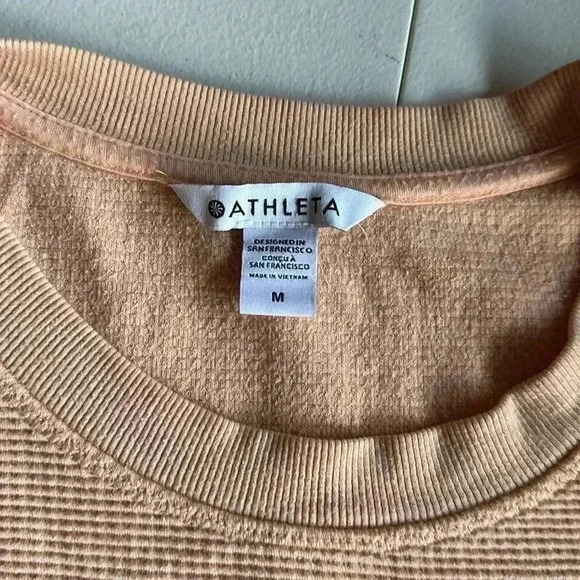 ATHLETA
DESIGNED IN
SAN FRANCISCO
CONÇU À
SAN FRANCISCO
MADE IN VIETNAM
M